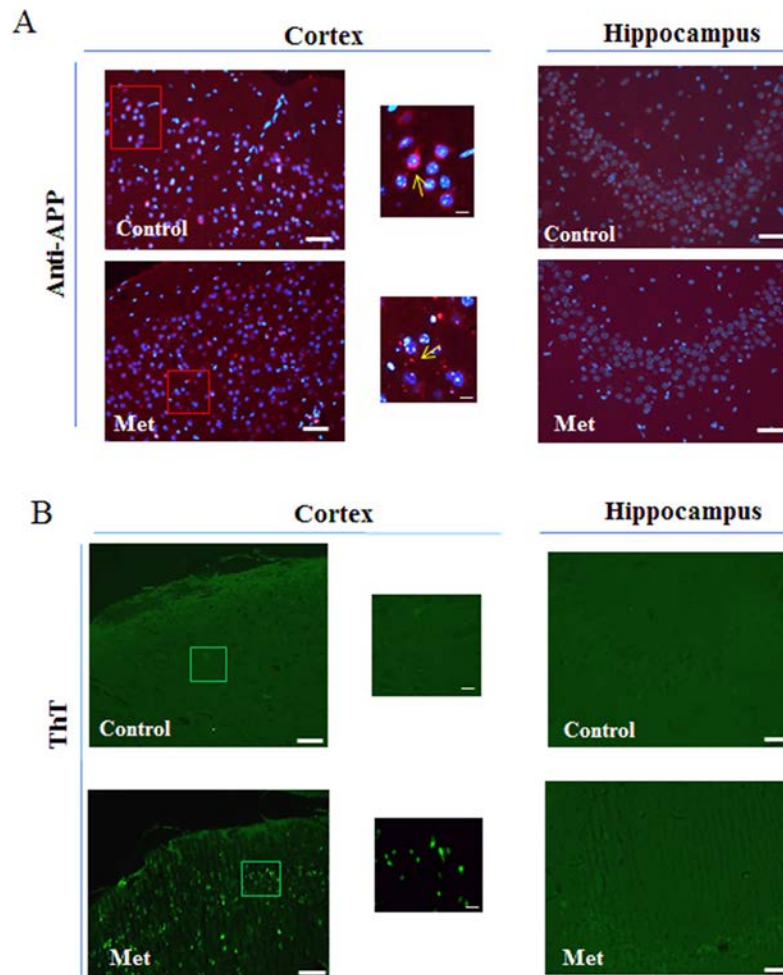 A
Cortex
Hippocampus
Anti-APP
Control
Control
Met
Met
B
Cortex
Hippocampus
ThT
Control
Control
Met
Met